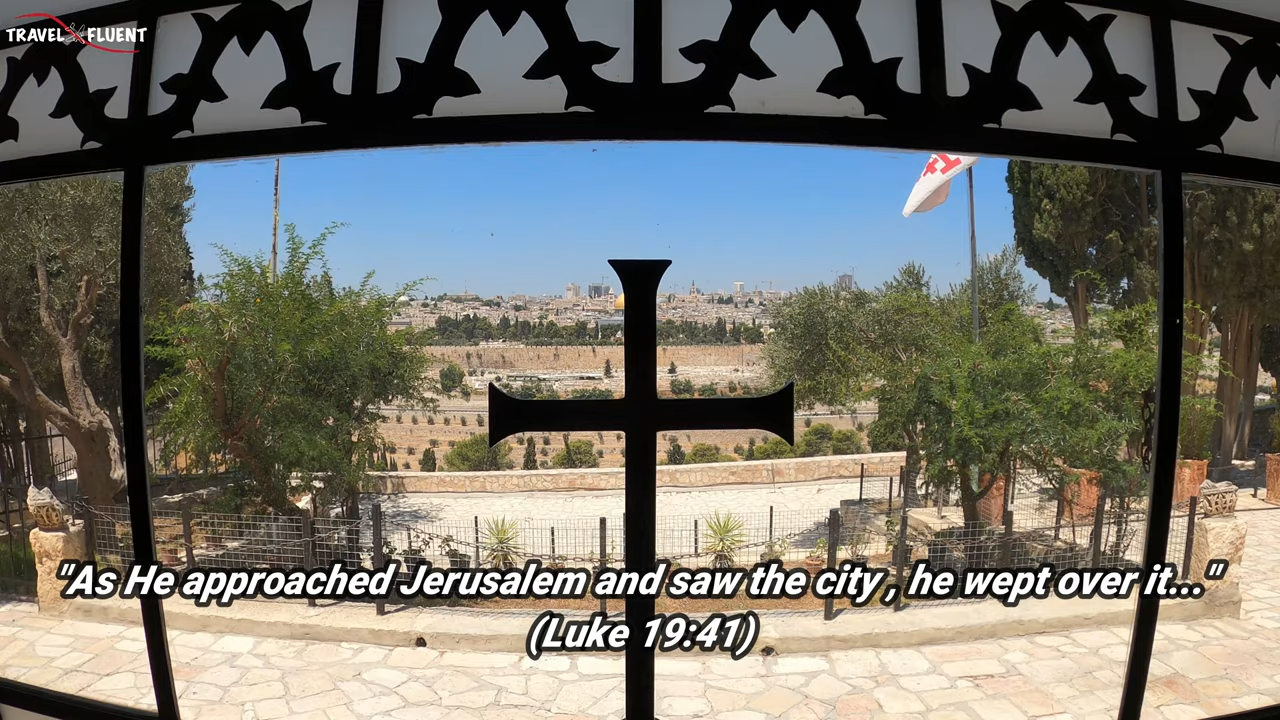 TRAVEL FLUENT
"As He approached Jerusalem and saw the city , he wept over it..."
(Luke 19:41)